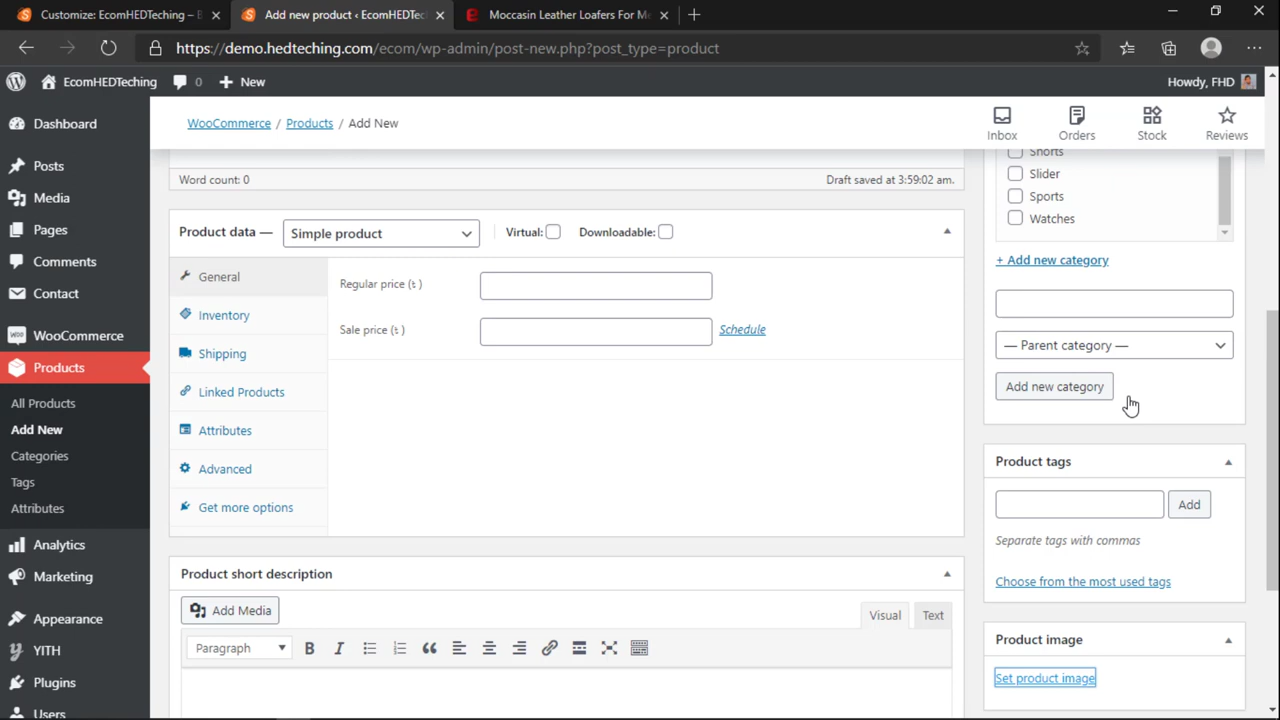 Customize: EcomHEDTeching – E
Add new product ‹ EcomHEDTec
Moccasin Leather Loafers For Me
https://demo.hedteching.com/ecom/wp-admin/post-new.php?post_type=product
EcomHEDTeching
0
New
Howdy, FHD
WooCommerce / Products / Add New
Inbox
Orders
Stock
Reviews
Dashboard
Posts
Media
Pages
Comments
Contact
WooCommerce
Products
All Products
Add New
Categories
Tags
Attributes
Analytics
Marketing
Appearance
YITH
Plugins
Users
Word count: 0
Draft saved at 3:59:02 am.
Product data —
Simple product
Virtual:
Downloadable:
General
Inventory
Shipping
Linked Products
Attributes
Advanced
Get more options
Regular price (৳ )
Sale price (৳ )
Schedule
Product short description
Add Media
Visual
Text
Paragraph
Shorts
Slider
Sports
Watches
+ Add new category
— Parent category —
Add new category
Product tags
Add
Separate tags with commas
Choose from the most used tags
Product image
Set product image